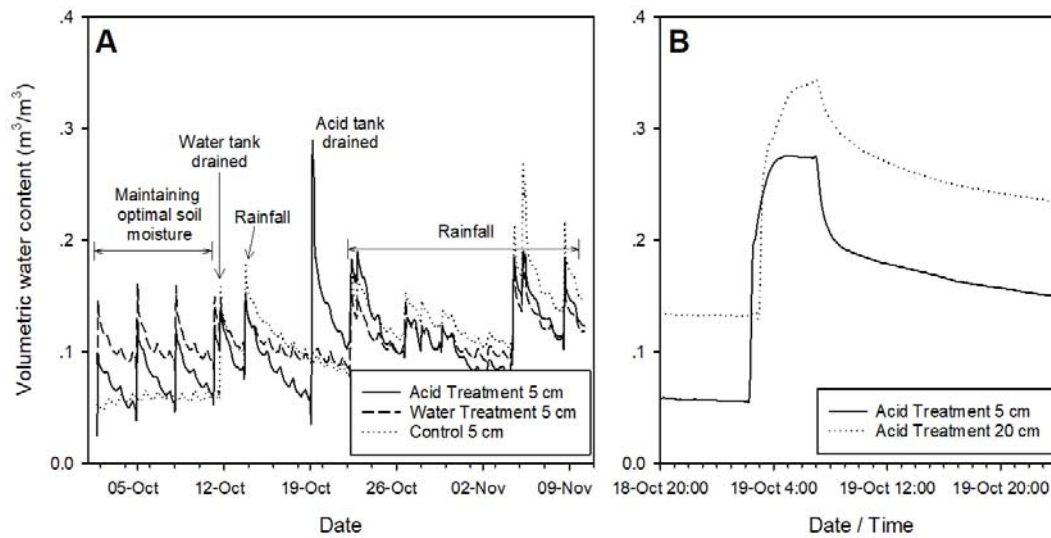 A
Volumetric water content (m³/m³)
.4
.3
.2
.1
0.0
Maintaining
optimal soil
moisture
Water tank
drained
Rainfall
Acid tank
drained
Rainfall
Acid Treatment 5 cm
Water Treatment 5 cm
Control 5 cm
05-Oct
12-Oct
19-Oct
26-Oct
02-Nov
09-Nov
Date
B
.4
.3
.2
.1
0.0
Acid Treatment 5 cm
Acid Treatment 20 cm
18-Oct 20:00
19-Oct 4:00
19-Oct 12:00
19-Oct 20:00
Date / Time